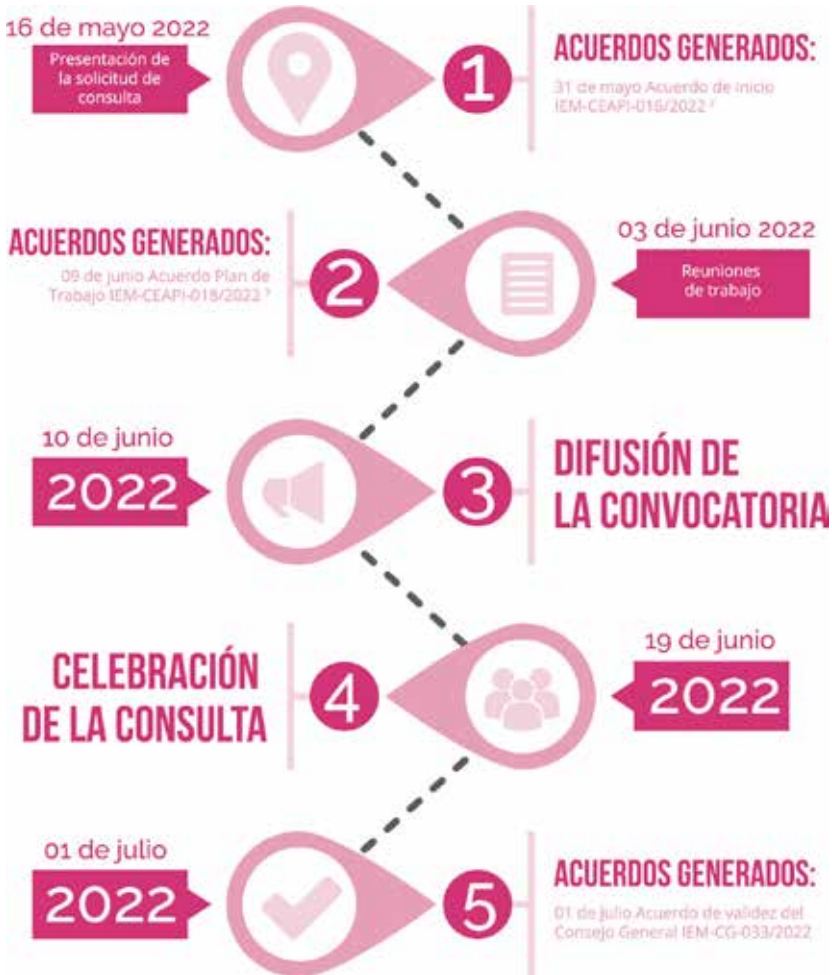 16 de mayo 2022
Presentación de
la solicitud de
consulta
1
ACUERDOS GENERADOS:
31 de mayo Acuerdo de Inicio
IEM-CEAPI-016/2022 ²
ACUERDOS GENERADOS:
09 de junio Acuerdo Plan de
Trabajo IEM-CEAPI-018/2022 ³
2
03 de junio 2022
Reuniones
de trabajo
10 de junio
2022
3
DIFUSIÓN DE
LA CONVOCATORIA
CELEBRACIÓN
DE LA CONSULTA
4
19 de junio
2022
01 de julio
2022
5
ACUERDOS GENERADOS:
01 de julio Acuerdo de validez del
Consejo General IEM-CG-033/2022